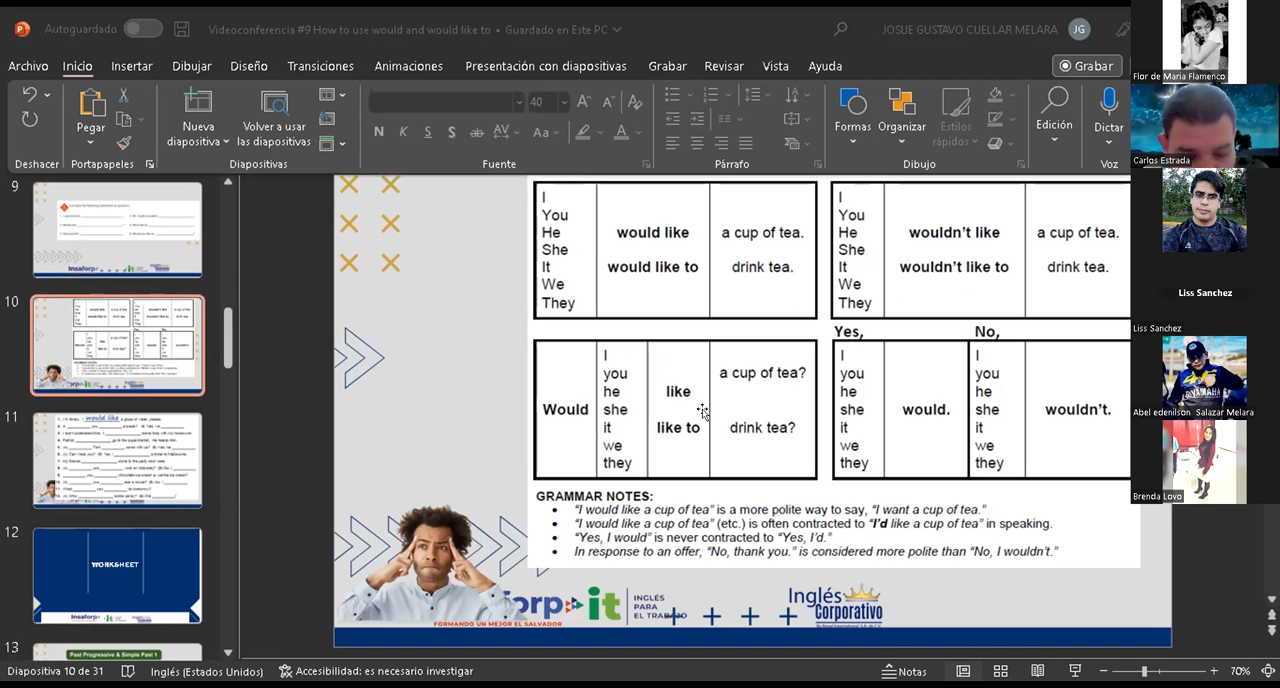 Autoguardado
Videoconferencia #9 How to use would and would like to • Guardado en Este PC
JOSUE GUSTAVO CUELLAR MELARA
JG
Archivo Inicio Insertar Dibujar Diseño Transiciones Animaciones Presentación con diapositivas Grabar Revisar Vista Ayuda
Grabar
Pegar
Nueva diapositiva
Volver a usar las diapositivas
40
N K S S ab AV Aa A
Formas
Organizar
Estilos rápidos
Edición
Dictar
Deshacer
Portapapeles
Diapositivas
Fuente
Párrafo
Dibujo
Voz
9
10
11
would like
12
WORKSHEET
13
Past Progressive & Simple Past 1
I
You
He
She
It
We
They
would like
would like to
a cup of tea.
drink tea.
I
You
He
She
It
We
They
wouldn't like
wouldn't like to
a cup of tea.
drink tea.
Would
I
you
he
she
it
we
they
like
like to
a cup of tea?
drink tea?
Yes,
I
you
he
she
it
we
they
would.
No,
I
you
he
she
it
we
they
wouldn't.
GRAMMAR NOTES:
• "I would like a cup of tea" is a more polite way to say, "I want a cup of tea."
• "I would like a cup of tea" (etc.) is often contracted to "I'd like a cup of tea" in speaking.
• "Yes, I would" is never contracted to "Yes, I'd."
• In response to an offer, "No, thank you." is considered more polite than "No, I wouldn't."
forp it
INGLÉS
PARA
EL TRABAJO
FORMANDO UN MEJOR EL SALVADOR
Inglés
Corporativo
Flor de Maria Flamenco
Carlos Estrada
Liss Sanchez
Liss Sanchez
YAMAHA
Abel edenilson Salazar Melara
Brenda Lovo
Diapositiva 10 de 31
Inglés (Estados Unidos)
Accesibilidad: es necesario investigar
Notas
70%